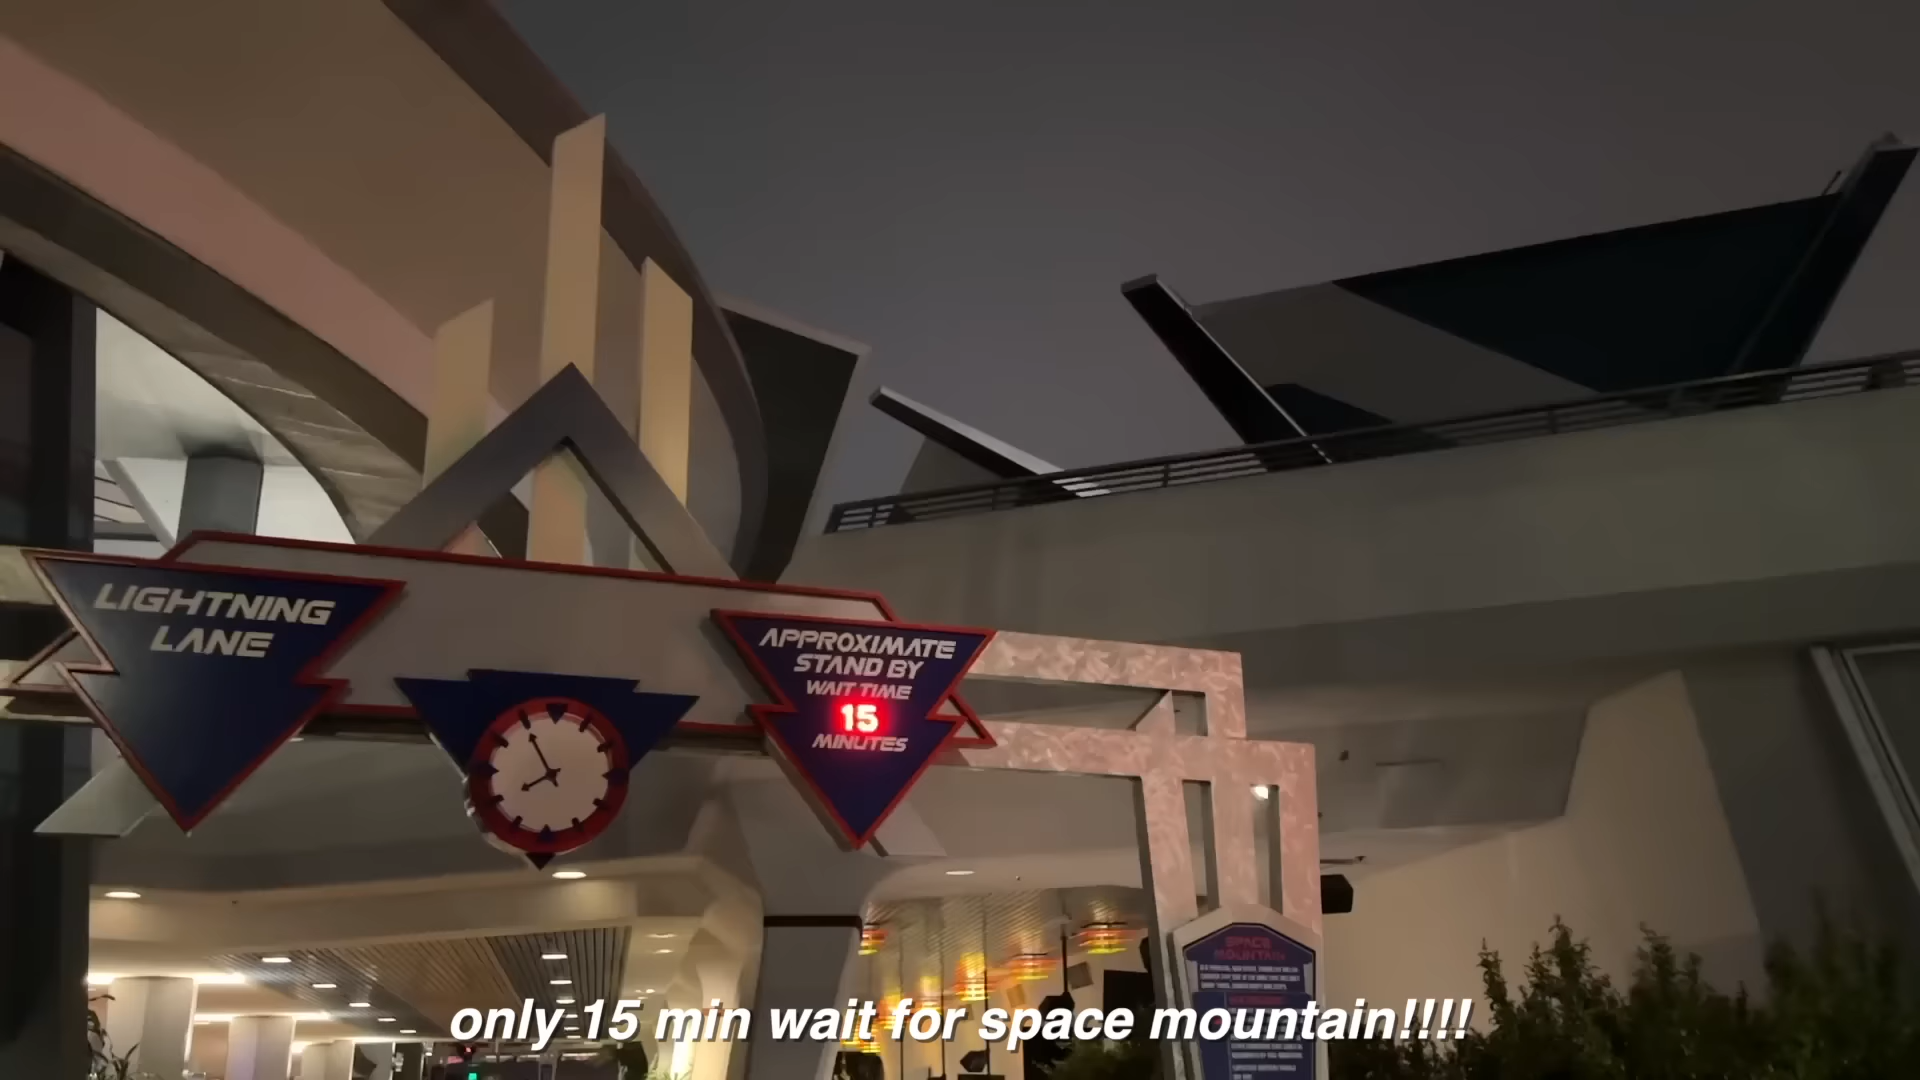 LIGHTNING
LANE
APPROXIMATE
STAND BY
WAIT TIME
15
MINUTES
SPACE
MOUNTAIN
only 15 min wait for space mountain!!!!